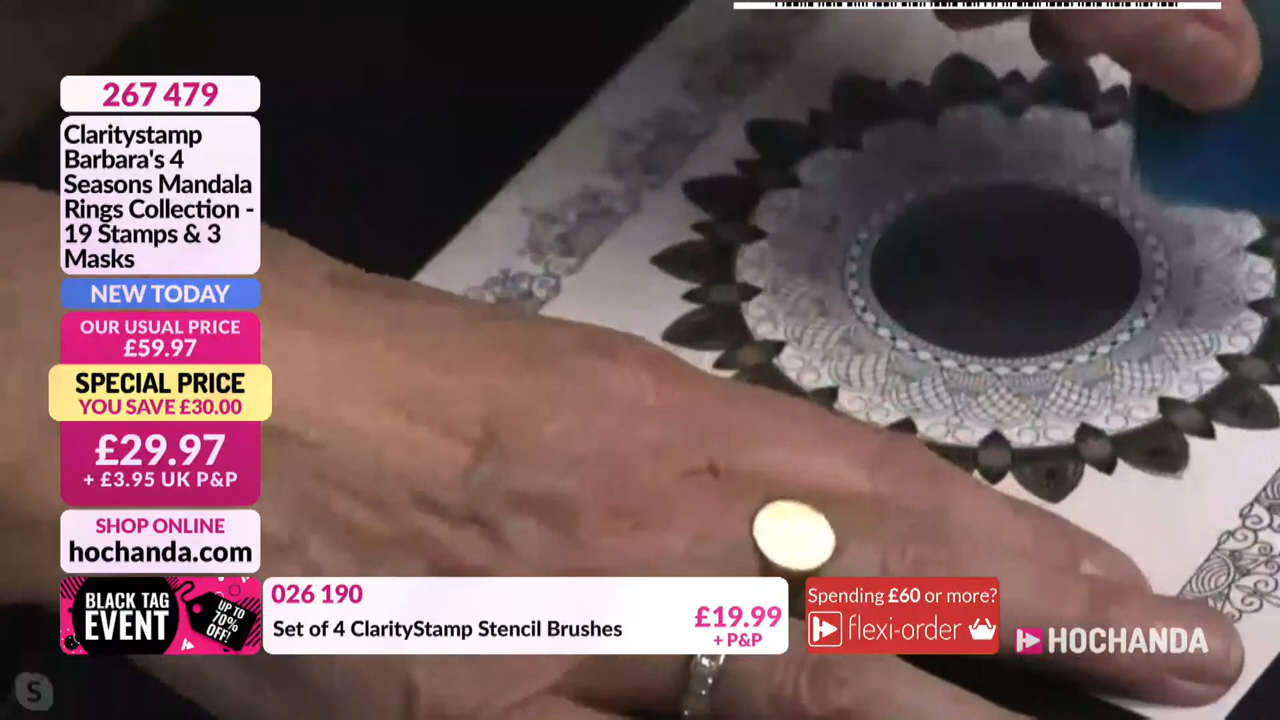 267 479
Claritystamp
Barbara's 4
Seasons Mandala
Rings Collection -
19 Stamps & 3
Masks
NEW TODAY
OUR USUAL PRICE
£59.97
SPECIAL PRICE
YOU SAVE £30.00
£29.97
+ £3.95 UK P&P
SHOP ONLINE
hochanda.com
BLACK TAG
EVENT
UP TO
70%
OFF!
026 190
Set of 4 ClarityStamp Stencil Brushes
£19.99
+ P&P
Spending £60 or more?
flexi-order
HOCHANDA
S